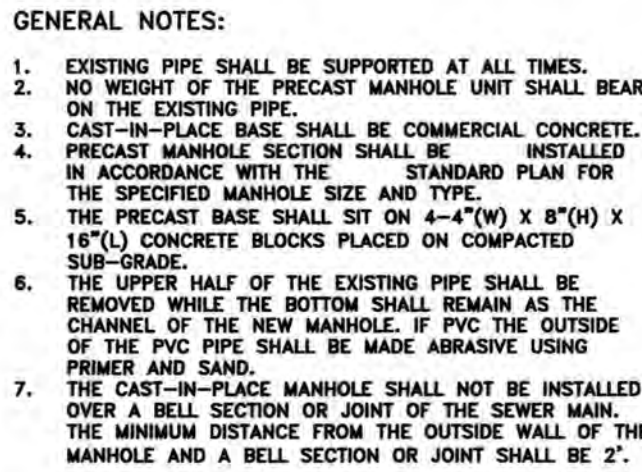 GENERAL NOTES:
1. EXISTING PIPE SHALL BE SUPPORTED AT ALL TIMES.
2. NO WEIGHT OF THE PRECAST MANHOLE UNIT SHALL BEAR
ON THE EXISTING PIPE.
3. CAST-IN-PLACE BASE SHALL BE COMMERCIAL CONCRETE.
4. PRECAST MANHOLE SECTION SHALL BE INSTALLED
IN ACCORDANCE WITH THE STANDARD PLAN FOR
THE SPECIFIED MANHOLE SIZE AND TYPE.
5. THE PRECAST BASE SHALL SIT ON 4-4"(W) X 8"(H) X
16"(L) CONCRETE BLOCKS PLACED ON COMPACTED
SUB-GRADE.
6. THE UPPER HALF OF THE EXISTING PIPE SHALL BE
REMOVED WHILE THE BOTTOM SHALL REMAIN AS THE
CHANNEL OF THE NEW MANHOLE. IF PVC THE OUTSIDE
OF THE PVC PIPE SHALL BE MADE ABRASIVE USING
PRIMER AND SAND.
7. THE CAST-IN-PLACE MANHOLE SHALL NOT BE INSTALLED
OVER A BELL SECTION OR JOINT OF THE SEWER MAIN.
THE MINIMUM DISTANCE FROM THE OUTSIDE WALL OF THE
MANHOLE AND A BELL SECTION OR JOINT SHALL BE 2'.